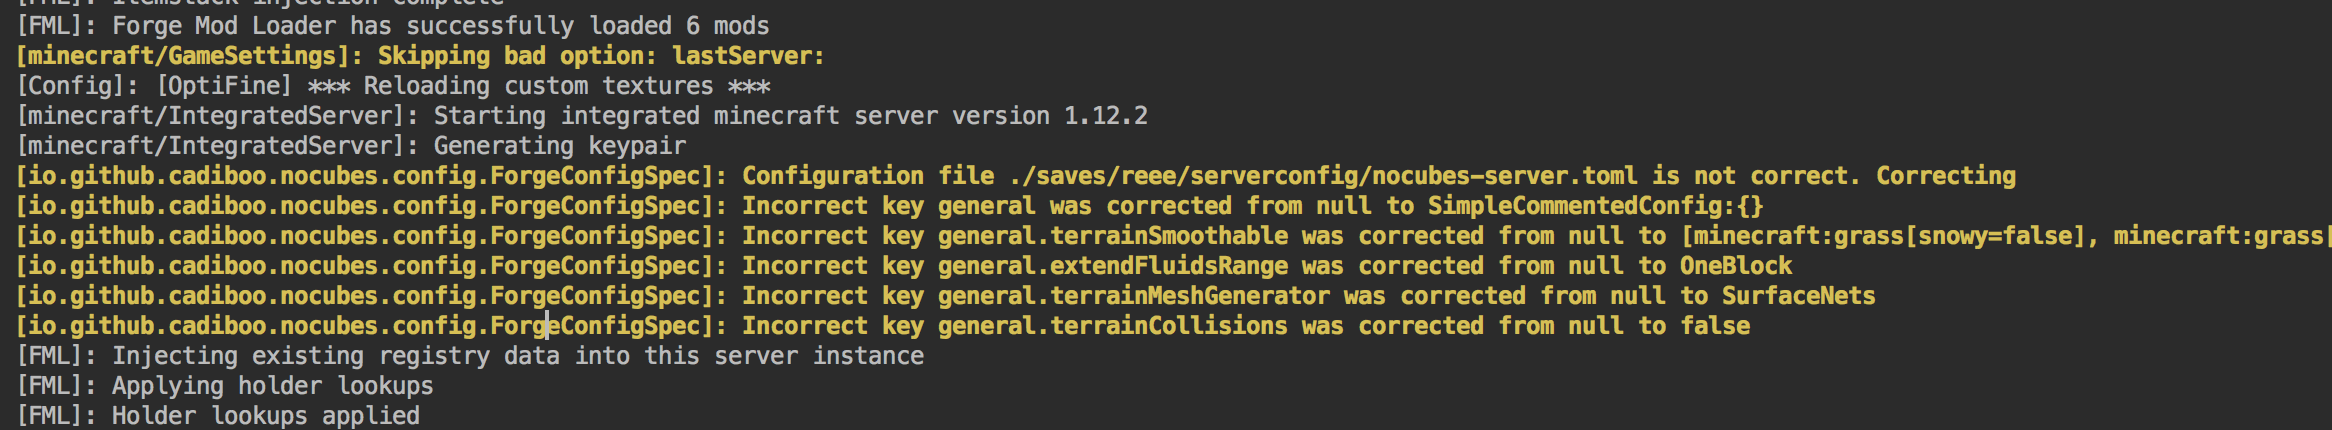 [FML]: Itemstack injection complete
[FML]: Forge Mod Loader has successfully loaded 6 mods
[minecraft/GameSettings]: Skipping bad option: lastServer:
[Config]: [OptiFine] *** Reloading custom textures ***
[minecraft/IntegratedServer]: Starting integrated minecraft server version 1.12.2
[minecraft/IntegratedServer]: Generating keypair
[io.github.cadiboo.nocubes.config.ForgeConfigSpec]: Configuration file ./saves/reee/serverconfig/nocubes-server.toml is not correct. Correcting
[io.github.cadiboo.nocubes.config.ForgeConfigSpec]: Incorrect key general was corrected from null to SimpleCommentedConfig:{}
[io.github.cadiboo.nocubes.config.ForgeConfigSpec]: Incorrect key general.terrainSmoothable was corrected from null to [minecraft:grass[snowy=false], minecraft:grass[
[io.github.cadiboo.nocubes.config.ForgeConfigSpec]: Incorrect key general.extendFluidsRange was corrected from null to OneBlock
[io.github.cadiboo.nocubes.config.ForgeConfigSpec]: Incorrect key general.terrainMeshGenerator was corrected from null to SurfaceNets
[io.github.cadiboo.nocubes.config.ForgeConfigSpec]: Incorrect key general.terrainCollisions was corrected from null to false
[FML]: Injecting existing registry data into this server instance
[FML]: Applying holder lookups
[FML]: Holder lookups applied